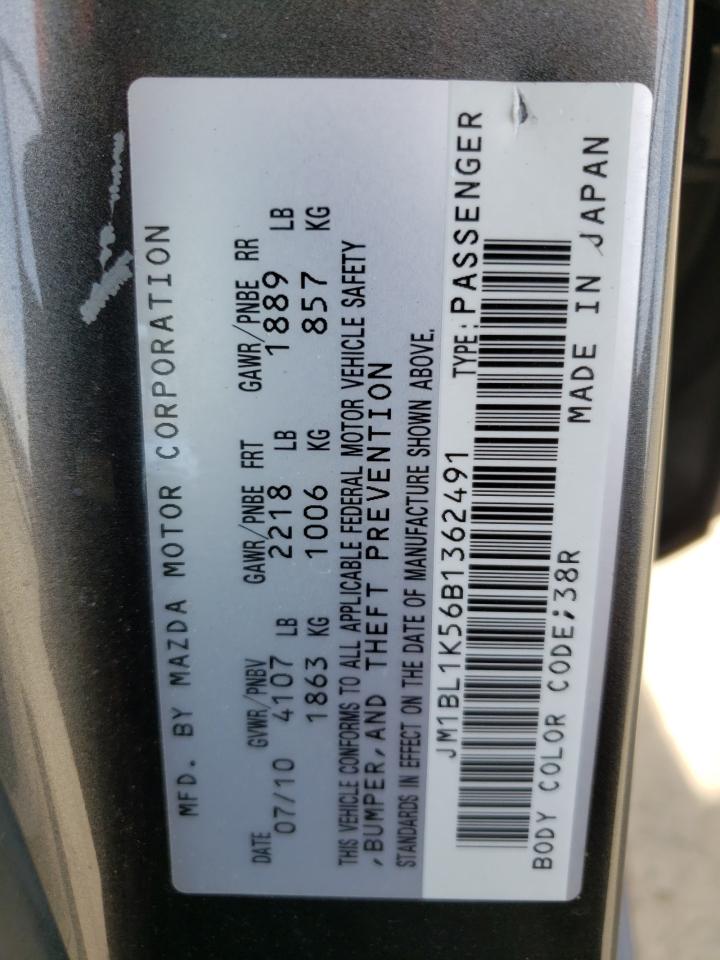 MFD. BY MAZDA MOTOR CORPORATION
DATE GVWR/PNBV GAWR/PNBE FRT GAWR/PNBE RR
07/10 4107 LB 2218 LB 1889 LB
1863 KG 1006 KG 857 KG
THIS VEHICLE CONFORMS TO ALL APPLICABLE FEDERAL MOTOR VEHICLE SAFETY
,BUMPER,AND THEFT PREVENTION
STANDARDS IN EFFECT ON THE DATE OF MANUFACTURE SHOWN ABOVE.
JM1BL1K56B1362491 TYPE:PASSENGER
BODY COLOR CODE;38R MADE IN JAPAN